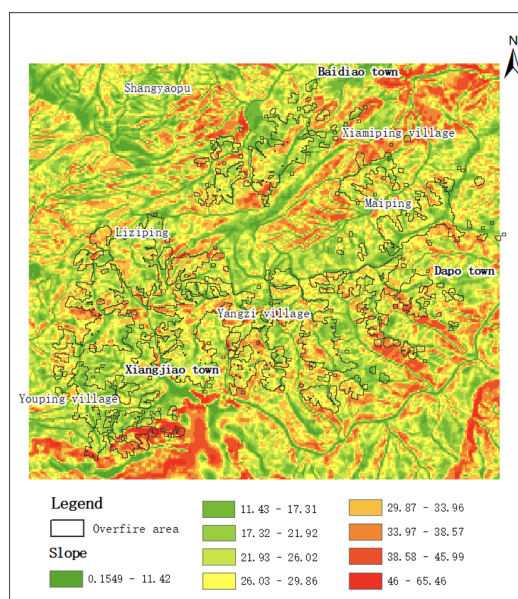 N
Baidiao town
Shangyaopu
Xiamiping village
Maiping
Liziping
Dapo town
Yangzi village
Xiangjiao town
Youping village
Legend
Overfire area
Slope
0.1549 - 11.42
11.43 - 17.31
17.32 - 21.92
21.93 - 26.02
26.03 - 29.86
29.87 - 33.96
33.97 - 38.57
38.58 - 45.99
46 - 65.46